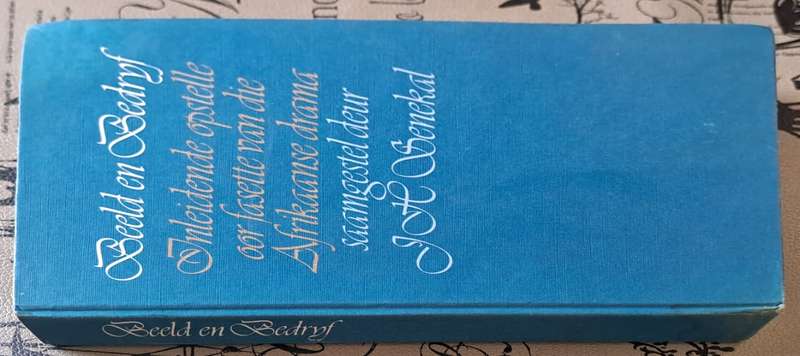 Beeld en Bedryf
Inleidende opstelle
oor fasette van die
Afrikaanse drama
saamgestel deur
J H Senekal
Beeld en Bedryf